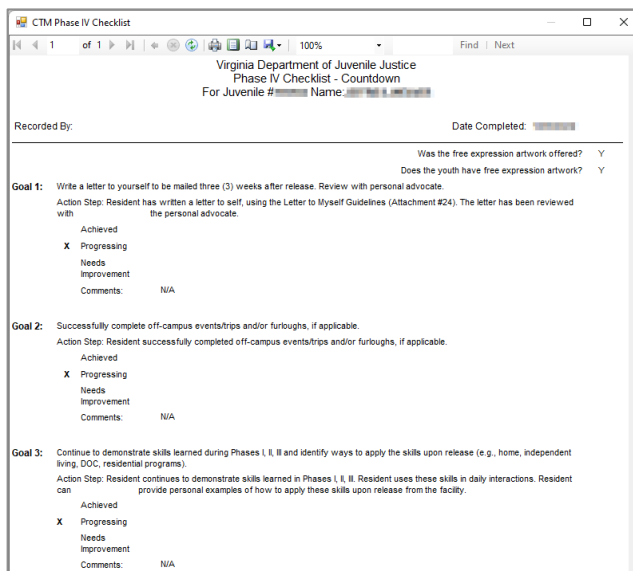 CTM Phase IV Checklist
1 of 1 100% Find | Next
Virginia Department of Juvenile Justice
Phase IV Checklist - Countdown
For Juvenile # Name:
Recorded By: Date Completed:
Was the free expression artwork offered? Y
Does the youth have free expression artwork? Y
Goal 1: Write a letter to yourself to be mailed three (3) weeks after release. Review with personal advocate.
Action Step: Resident has written a letter to self, using the Letter to Myself Guidelines (Attachment #24). The letter has been reviewed
with the personal advocate.
Achieved
X Progressing
Needs
Improvement
Comments: N/A
Goal 2: Successfully complete off-campus events/trips and/or furloughs, if applicable.
Action Step: Resident successfully completed off-campus events/trips and/or furloughs, if applicable.
Achieved
X Progressing
Needs
Improvement
Comments: N/A
Goal 3: Continue to demonstrate skills learned during Phases I, II, III and identify ways to apply the skills upon release (e.g., home, independent
living, DOC, residential programs).
Action Step: Resident continues to demonstrate skills learned in Phases I, II, III. Resident uses these skills in daily interactions. Resident
can provide personal examples of how to apply these skills upon release from the facility.
Achieved
X Progressing
Needs
Improvement
Comments: N/A